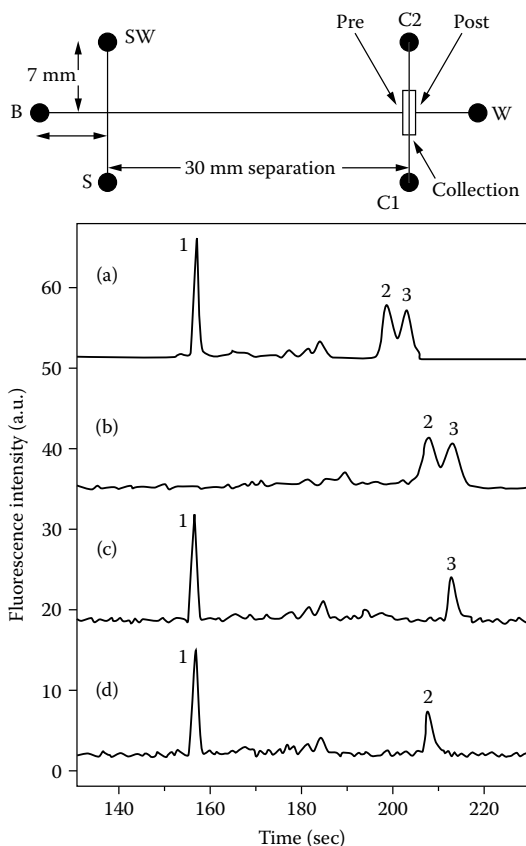 SW
C2
Pre
Post
7 mm
B
W
30 mm separation
S
C1
Collection
1
(a)
2
3
60
50
(b)
2
3
40
30
1
(c)
3
20
1
(d)
2
10
0
Fluorescence intensity (a.u.)
140
160
180
200
220
Time (sec)